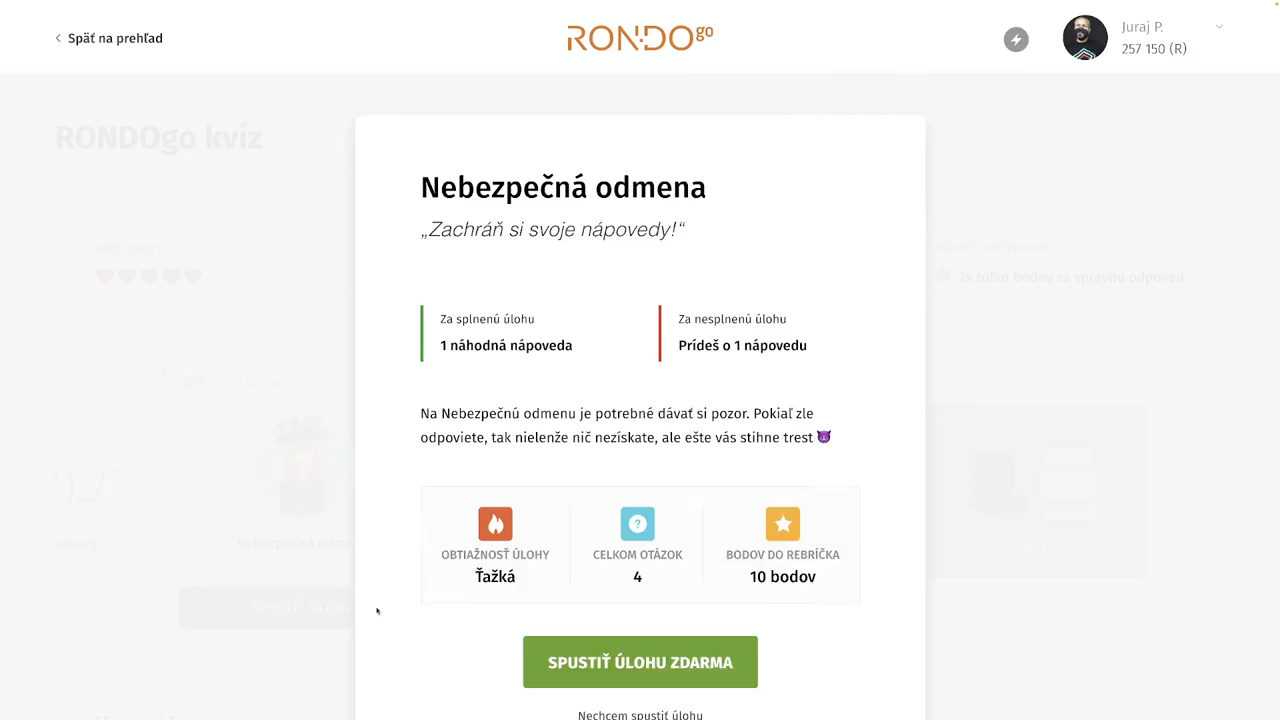 Späť na prehľad
RONDOgo
Juraj P.
257 150 (R)
RONDOgo kvíz
Nebezpečná odmena
„Zachráň si svoje nápovedy!“
2x toľko bodov za správnu odpoveď
Za splnenú úlohu
1 náhodná nápoveda
Za nesplnenú úlohu
Prídeš o 1 nápovedu
Na Nebezpečnú odmenu je potrebné dávať si pozor. Pokiaľ zle
odpoviete, tak nielenže nič nezískate, ale ešte vás stihne trest 😈
OBTIAŽNOSŤ ÚLOHY
Ťažká
CELKOM OTÁZOK
4
BODOV DO REBRÍČKA
10 bodov
SPUSTIŤ ÚLOHU ZDARMA
Nechcem spustiť úlohu